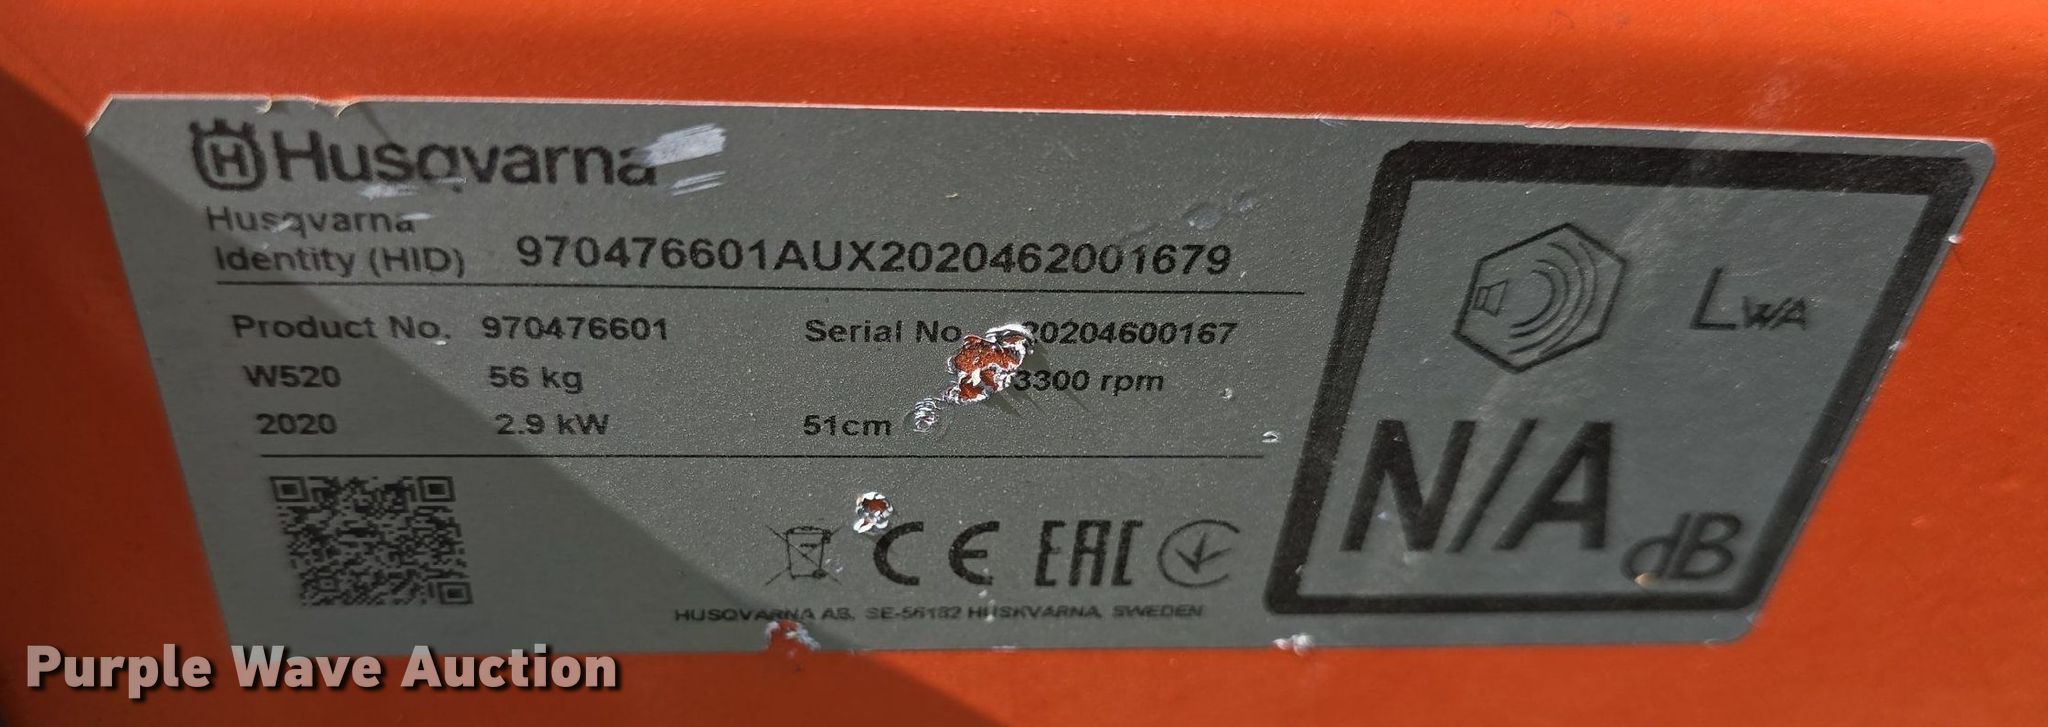 Husqvarna
Husqvarna
Identity (HID) 970476601AUX2020462001679
Product No. 970476601 Serial No. 20204600167
W520 56 kg 3300 rpm
2020 2.9 kW 51cm
LWA
N/A dB
CE EAC
HUSQVARNA AB, SE-56182 HUSKVARNA, SWEDEN
Purple Wave Auction